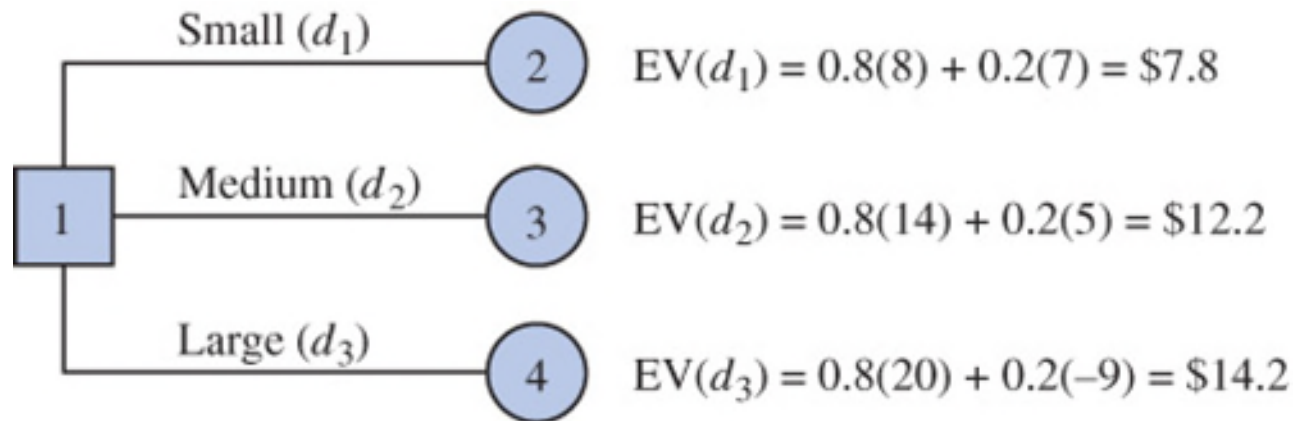 Small (d₁)
2 EV(d₁) = 0.8(8) + 0.2(7) = $7.8
1 Medium (d₂)
3 EV(d₂) = 0.8(14) + 0.2(5) = $12.2
Large (d₃)
4 EV(d₃) = 0.8(20) + 0.2(–9) = $14.2